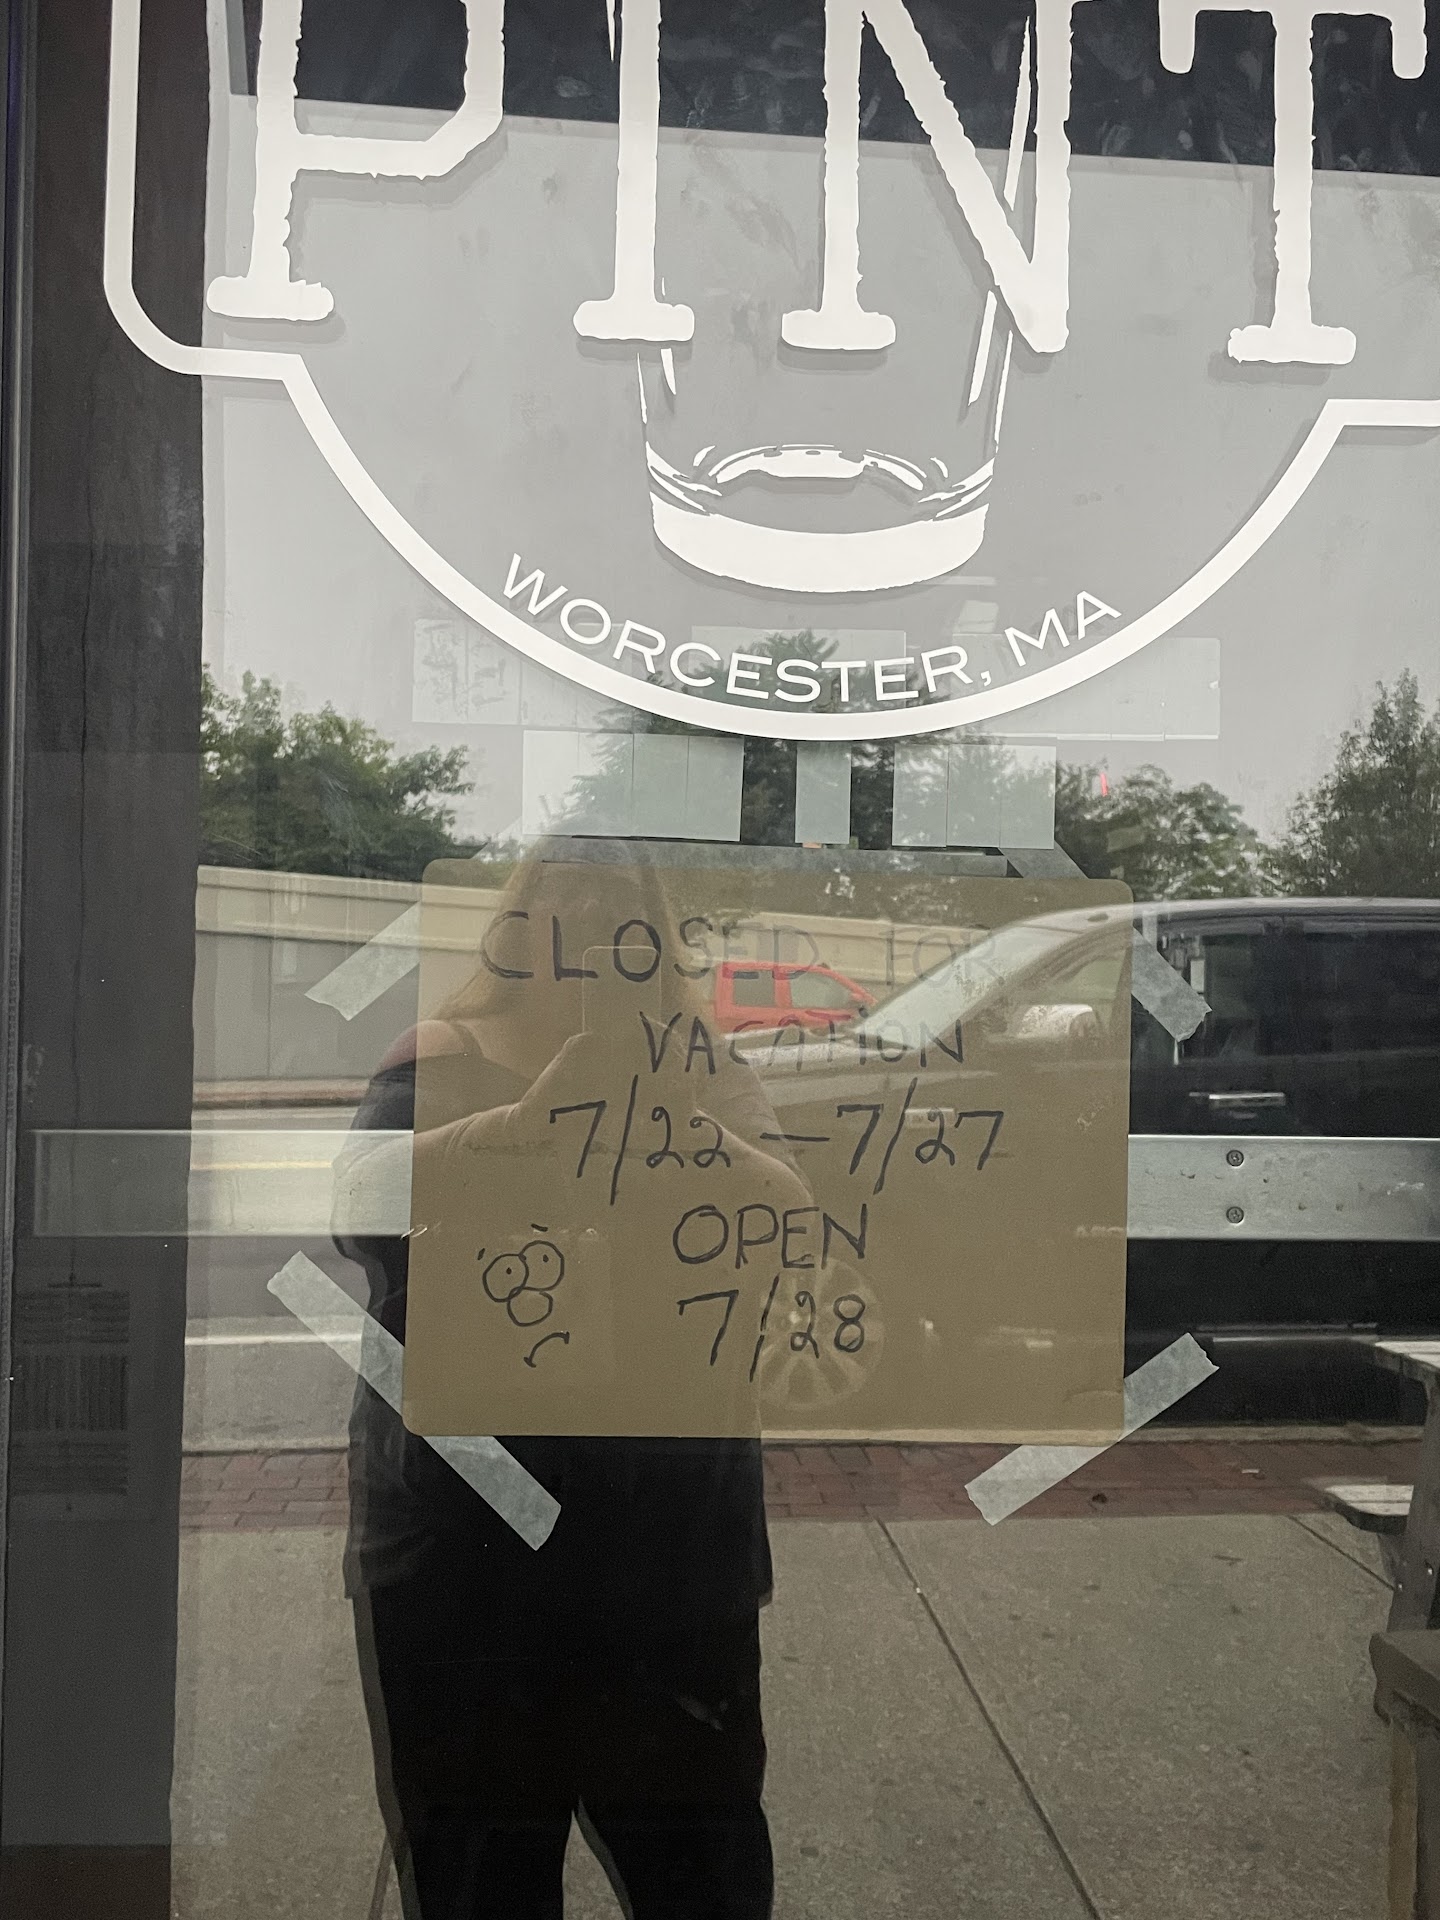 PINT
WORCESTER, MA
CLOSED FOR
VACATION
7/22 — 7/27
OPEN
7/28